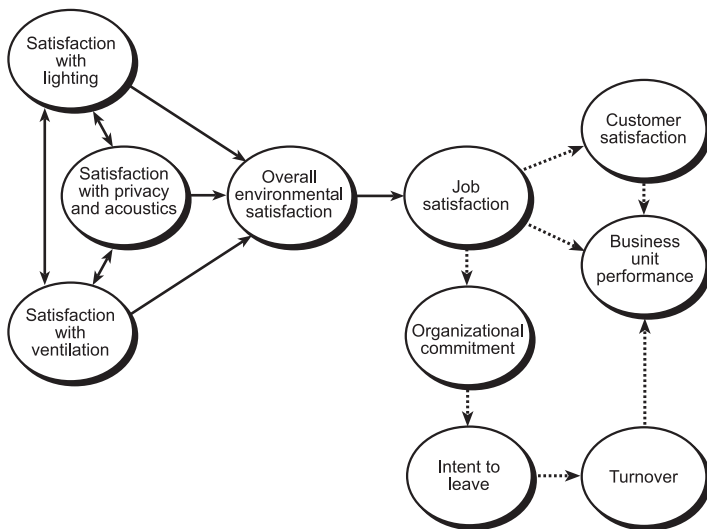 Satisfaction
with
lighting
Satisfaction
with privacy
and acoustics
Satisfaction
with
ventilation
Overall
environmental
satisfaction
Job
satisfaction
Customer
satisfaction
Business
unit
performance
Organizational
commitment
Intent to
leave
Turnover